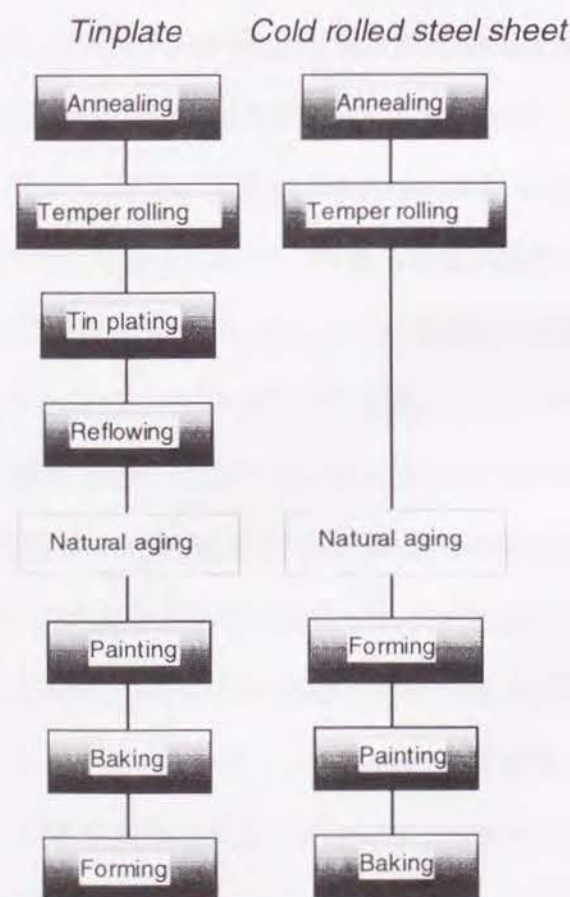 Tinplate
Annealing
Temper rolling
Tin plating
Reflowing
Natural aging
Painting
Baking
Forming
Cold rolled steel sheet
Annealing
Temper rolling
Natural aging
Forming
Painting
Baking